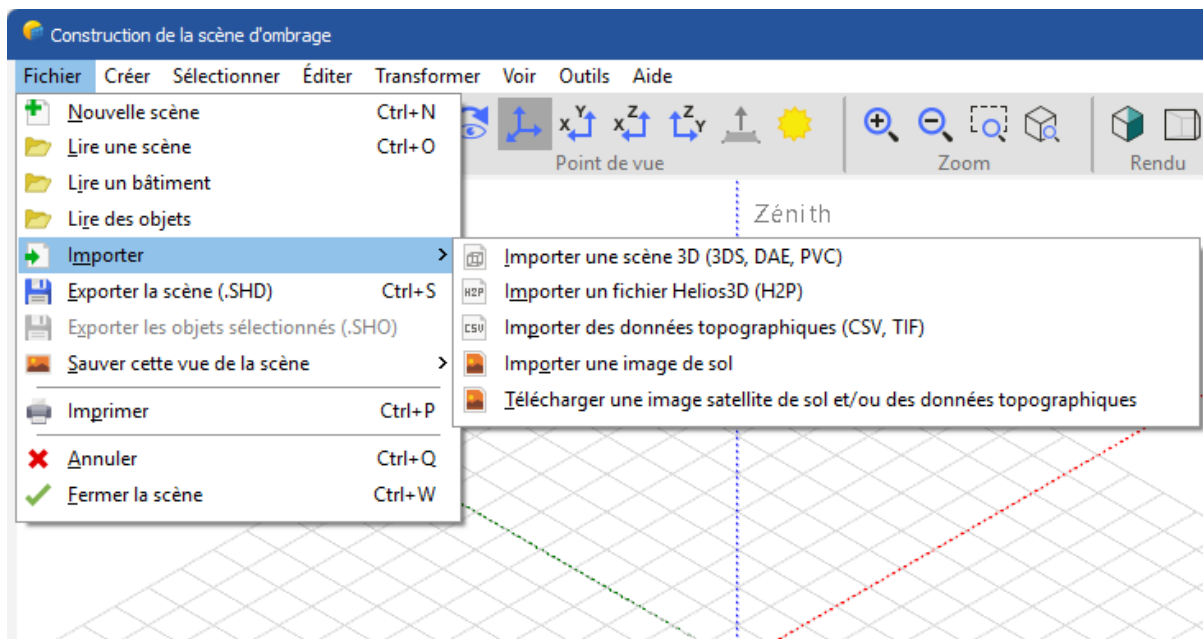 Construction de la scène d'ombrage
Fichier Créer Sélectionner Éditer Transformer Voir Outils Aide
Nouvelle scène Ctrl+N
Lire une scène Ctrl+O
Lire un bâtiment
Lire des objets
Importer >
Exporter la scène (.SHD) Ctrl+S
Exporter les objets sélectionnés (.SHO)
Sauver cette vue de la scène >
Imprimer Ctrl+P
Annuler Ctrl+Q
Fermer la scène Ctrl+W
X Y X Z Z Y
Point de vue Zoom Rendu
Zénith
Importer une scène 3D (3DS, DAE, PVC)
H2P Importer un fichier Helios3D (H2P)
CSV Importer des données topographiques (CSV, TIF)
Importer une image de sol
Télécharger une image satellite de sol et/ou des données topographiques